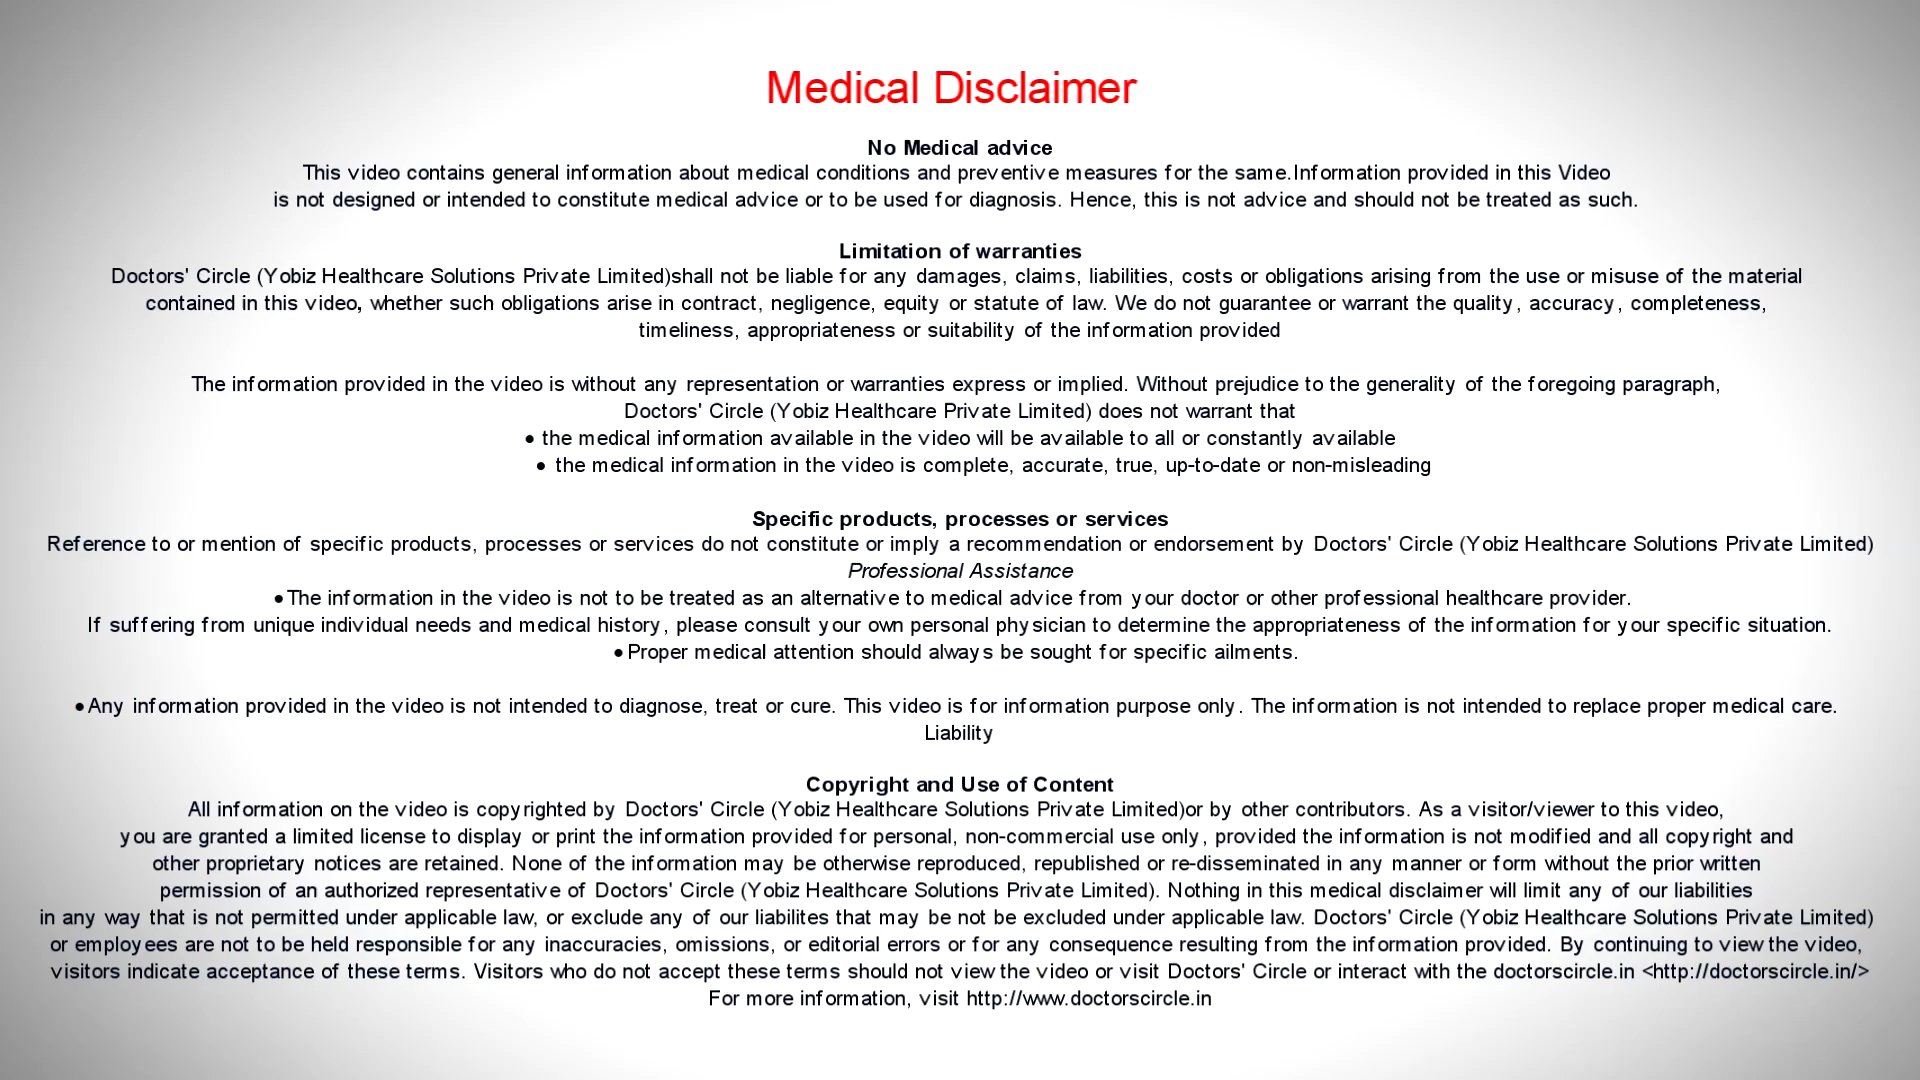 Medical Disclaimer
No Medical advice
This video contains general information about medical conditions and preventive measures for the same.Information provided in this Video
is not designed or intended to constitute medical advice or to be used for diagnosis. Hence, this is not advice and should not be treated as such.
Limitation of warranties
Doctors' Circle (Yobiz Healthcare Solutions Private Limited)shall not be liable for any damages, claims, liabilities, costs or obligations arising from the use or misuse of the material
contained in this video, whether such obligations arise in contract, negligence, equity or statute of law. We do not guarantee or warrant the quality, accuracy, completeness,
timeliness, appropriateness or suitability of the information provided
The information provided in the video is without any representation or warranties express or implied. Without prejudice to the generality of the foregoing paragraph,
Doctors' Circle (Yobiz Healthcare Private Limited) does not warrant that
• the medical information available in the video will be available to all or constantly available
• the medical information in the video is complete, accurate, true, up-to-date or non-misleading
Specific products, processes or services
Reference to or mention of specific products, processes or services do not constitute or imply a recommendation or endorsement by Doctors' Circle (Yobiz Healthcare Solutions Private Limited)
Professional Assistance
•The information in the video is not to be treated as an alternative to medical advice from your doctor or other professional healthcare provider.
If suffering from unique individual needs and medical history, please consult your own personal physician to determine the appropriateness of the information for your specific situation.
•Proper medical attention should always be sought for specific ailments.
•Any information provided in the video is not intended to diagnose, treat or cure. This video is for information purpose only. The information is not intended to replace proper medical care.
Liability
Copyright and Use of Content
All information on the video is copyrighted by Doctors' Circle (Yobiz Healthcare Solutions Private Limited)or by other contributors. As a visitor/viewer to this video,
you are granted a limited license to display or print the information provided for personal, non-commercial use only, provided the information is not modified and all copyright and
other proprietary notices are retained. None of the information may be otherwise reproduced, republished or re-disseminated in any manner or form without the prior written
permission of an authorized representative of Doctors' Circle (Yobiz Healthcare Solutions Private Limited). Nothing in this medical disclaimer will limit any of our liabilities
in any way that is not permitted under applicable law, or exclude any of our liabilites that may be not be excluded under applicable law. Doctors' Circle (Yobiz Healthcare Solutions Private Limited)
or employees are not to be held responsible for any inaccuracies, omissions, or editorial errors or for any consequence resulting from the information provided. By continuing to view the video,
visitors indicate acceptance of these terms. Visitors who do not accept these terms should not view the video or visit Doctors' Circle or interact with the doctorscircle.in <http://doctorscircle.in/>
For more information, visit http://www.doctorscircle.in